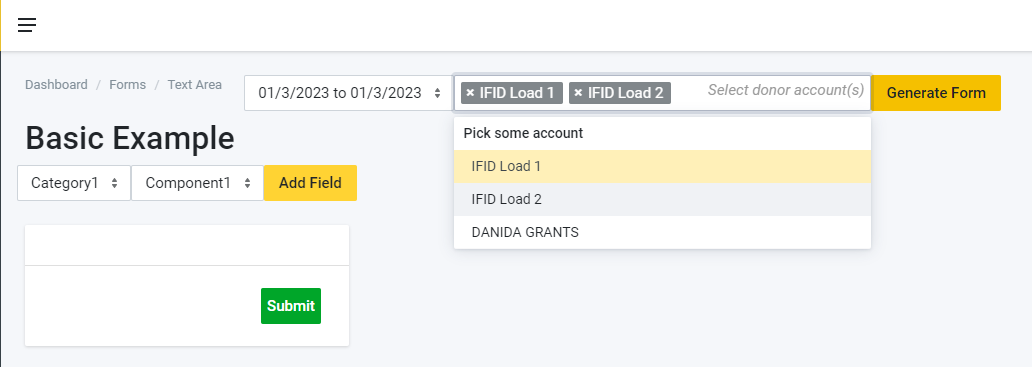 Dashboard / Forms / Text Area
01/3/2023 to 01/3/2023
× IFID Load 1 × IFID Load 2 Select donor account(s)
Generate Form
Pick some account
IFID Load 1
IFID Load 2
DANIDA GRANTS
Basic Example
Category1
Component1
Add Field
Submit